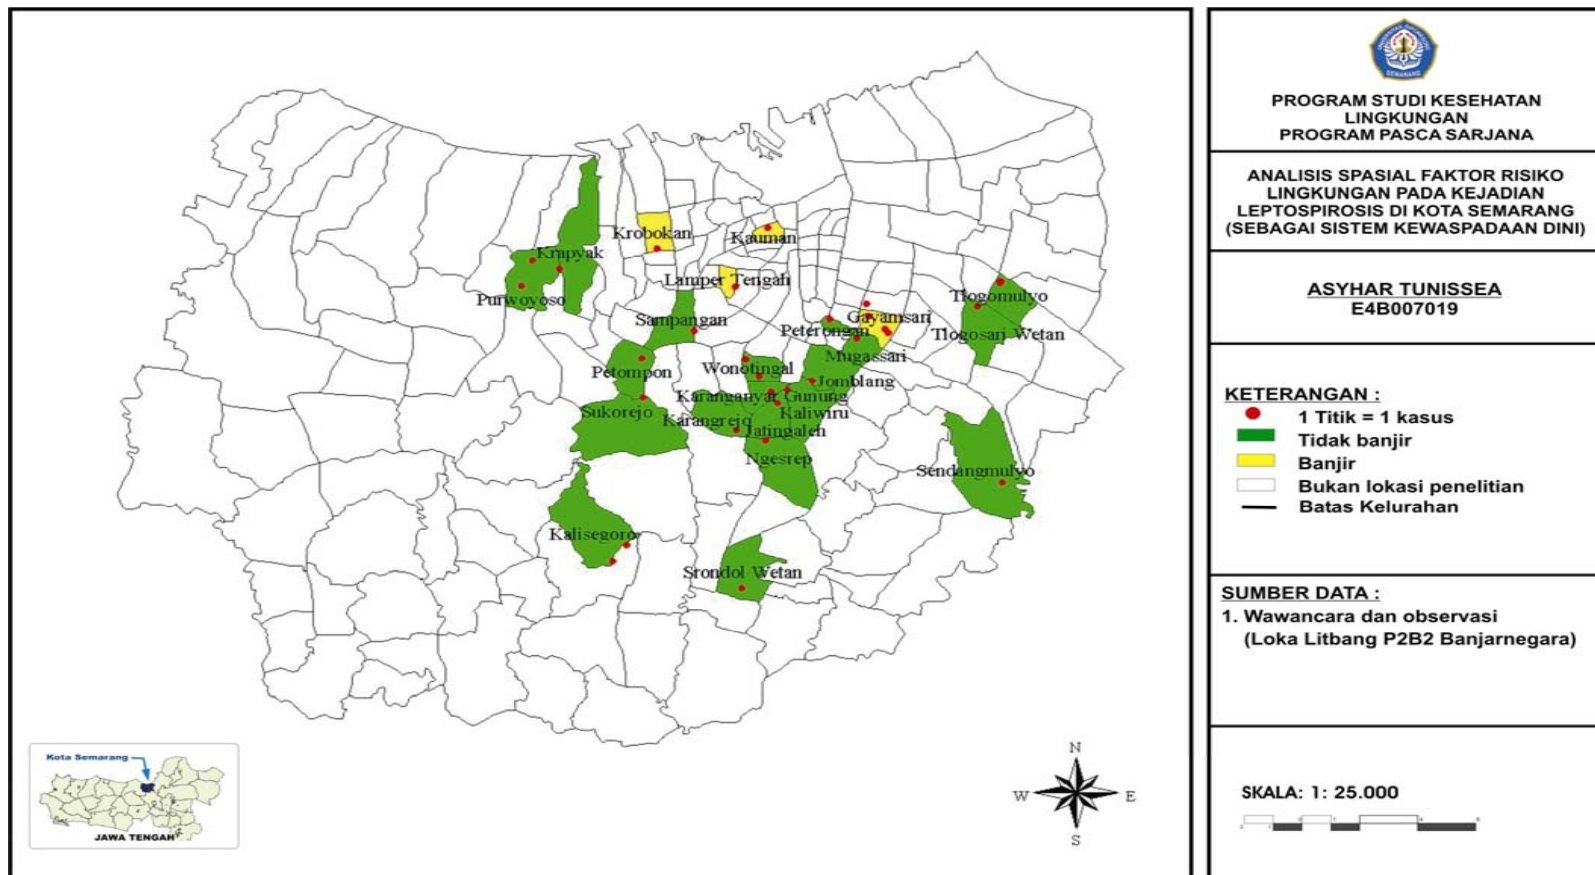 Krobokan
Kauman
Krapyak
Lamper Tengah
Purwoyoso
Tlogomulyo
Sampangan
Gayamsari
Peterongan
Tlogosari Wetan
Mugassari
Petompon
Wonotingal
Jomblang
Karanganyar Gunung
Sukorejo
Kaliwiru
Karangrejo
Jatingaleh
Ngesrep
Sendangmulyo
Kalisegoro
Srondol Wetan
Kota Semarang
JAWA TENGAH
N
W
E
S
SEMARANG
PROGRAM STUDI KESEHATAN
LINGKUNGAN
PROGRAM PASCA SARJANA
ANALISIS SPASIAL FAKTOR RISIKO
LINGKUNGAN PADA KEJADIAN
LEPTOSPIROSIS DI KOTA SEMARANG
(SEBAGAI SISTEM KEWASPADAAN DINI)
ASYHAR TUNISSEA
E4B007019
KETERANGAN :
1 Titik = 1 kasus
Tidak banjir
Banjir
Bukan lokasi penelitian
Batas Kelurahan
SUMBER DATA :
1. Wawancara dan observasi
(Loka Litbang P2B2 Banjarnegara)
SKALA: 1: 25.000